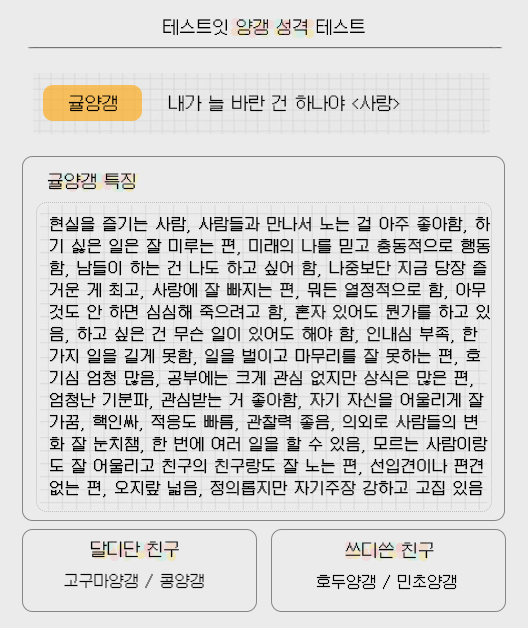 테스트잇 양갱 성격 테스트
귤양갱
내가 늘 바란 건 하나야 <사랑>
귤양갱 특징
현실을 즐기는 사람, 사람들과 만나서 노는 걸 아주 좋아함, 하
기 싫은 일은 잘 미루는 편, 미래의 나를 믿고 충동적으로 행동
함, 남들이 하는 건 나도 하고 싶어 함, 나중보단 지금 당장 즐
거운 게 최고, 사랑에 잘 빠지는 편, 뭐든 열정적으로 함, 아무
것도 안 하면 심심해 죽으려고 함, 혼자 있어도 뭔가를 하고 있
음, 하고 싶은 건 무슨 일이 있어도 해야 함, 인내심 부족, 한
가지 일을 길게 못함, 일을 벌이고 마무리를 잘 못하는 편, 호
기심 엄청 많음, 공부에는 크게 관심 없지만 상식은 많은 편,
엄청난 기분파, 관심받는 거 좋아함, 자기 자신을 어울리게 잘
가꿈, 핵인싸, 적응도 빠름, 관찰력 좋음, 의외로 사람들의 변
화 잘 눈치챔, 한 번에 여러 일을 할 수 있음, 모르는 사람이랑
도 잘 어울리고 친구의 친구랑도 잘 노는 편, 선입견이나 편견
없는 편, 오지랖 넓음, 정의롭지만 자기주장 강하고 고집 있음
달디단 친구
고구마양갱 / 콩양갱
쓰디쓴 친구
호두양갱 / 민초양갱